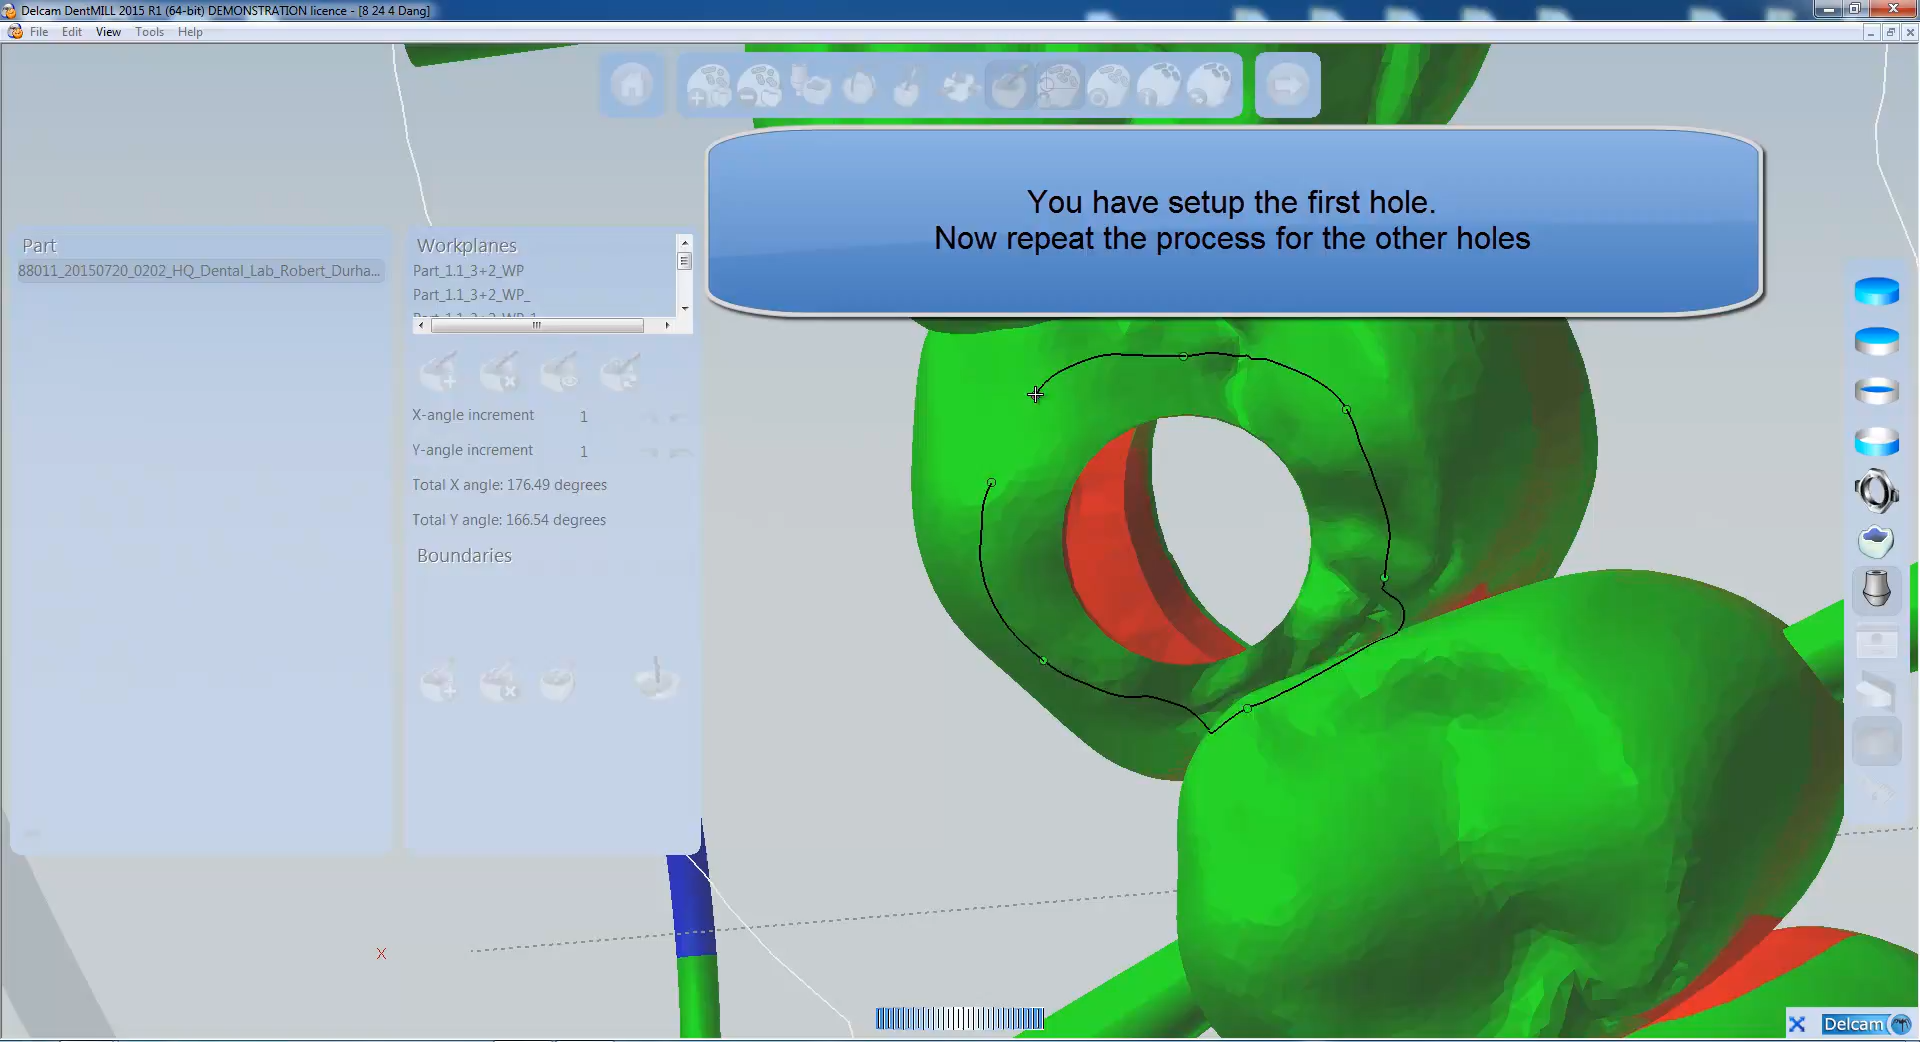 Delcam DentMILL 2015 R1 (64-bit) DEMONSTRATION licence - [8 24 4 Dang]
File Edit View Tools Help
You have setup the first hole.
Now repeat the process for the other holes
Part
88011_20150720_0202_HQ_Dental_Lab_Robert_Durha...
Workplanes
Part_1.1_3+2_WP
Part_1.1_3+2_WP_
X-angle increment 1
Y-angle increment 1
Total X angle: 176.49 degrees
Total Y angle: 166.54 degrees
Boundaries
X
Delcam